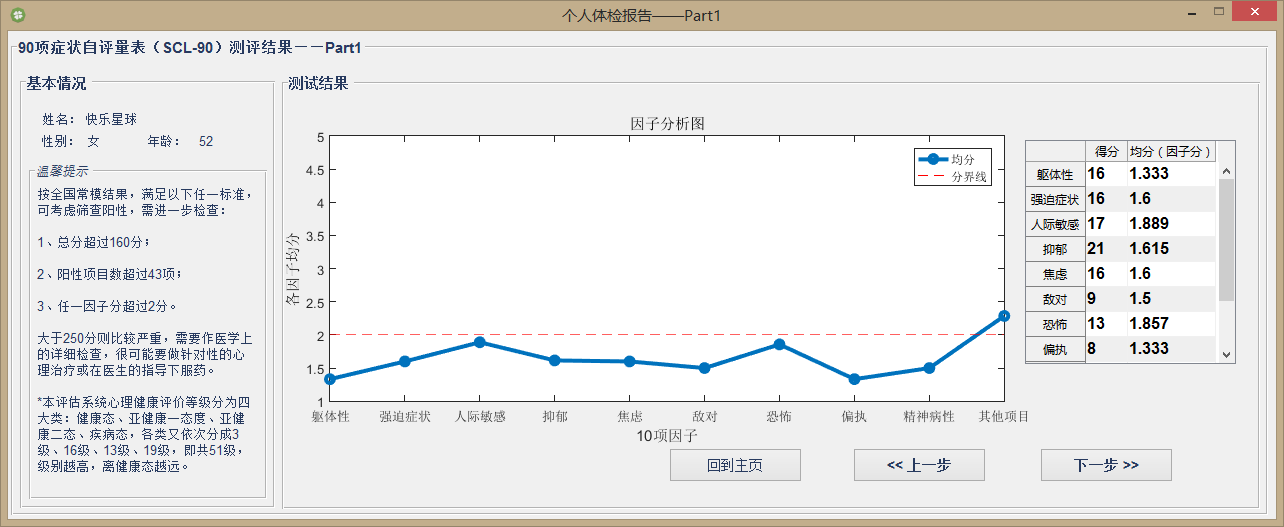 个人体检报告——Part1
90项症状自评量表（SCL-90）测评结果－－Part1
基本情况
姓名： 快乐星球
性别： 女 年龄： 52
温馨提示
按全国常模结果，满足以下任一标准，
可考虑筛查阳性，需进一步检查：
1、总分超过160分；
2、阳性项目数超过43项；
3、任一因子分超过2分。
大于250分则比较严重，需要作医学上
的详细检查，很可能要做针对性的心
理治疗或在医生的指导下服药。
*本评估系统心理健康评价等级分为四
大类：健康态、亚健康一态度、亚健
康二态、疾病态，各类又依次分成3
级、16级、13级、19级，即共51级，
级别越高，离健康态越远。
测试结果
因子分析图
均分
分界线
各因子均分
5
4.5
4
3.5
3
2.5
2
1.5
1
躯体性 强迫症状 人际敏感 抑郁 焦虑 敌对 恐怖 偏执 精神病性 其他项目
10项因子
得分 均分（因子分）
躯体性 16 1.333
强迫症状 16 1.6
人际敏感 17 1.889
抑郁 21 1.615
焦虑 16 1.6
敌对 9 1.5
恐怖 13 1.857
偏执 8 1.333
回到主页 << 上一步 下一步 >>